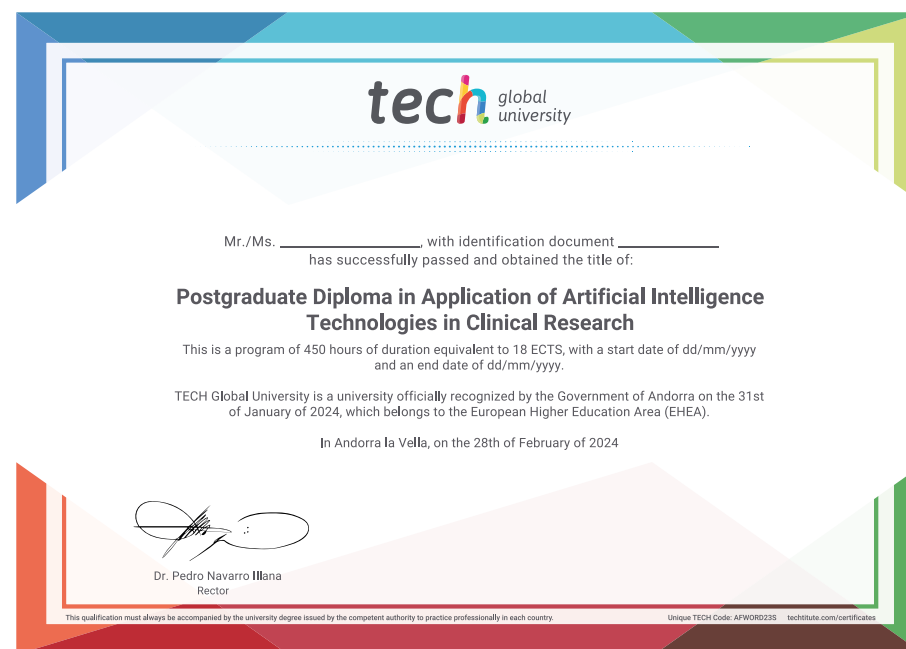 tech global
university
Mr./Ms. ____________, with identification document ____________
has successfully passed and obtained the title of:
Postgraduate Diploma in Application of Artificial Intelligence
Technologies in Clinical Research
This is a program of 450 hours of duration equivalent to 18 ECTS, with a start date of dd/mm/yyyy
and an end date of dd/mm/yyyy.
TECH Global University is a university officially recognized by the Government of Andorra on the 31st
of January of 2024, which belongs to the European Higher Education Area (EHEA).
In Andorra la Vella, on the 28th of February of 2024
Dr. Pedro Navarro Illana
Rector
This qualification must always be accompanied by the university degree issued by the competent authority to practice professionally in each country.
Unique TECH Code: AFWORD23S techtitute.com/certificates